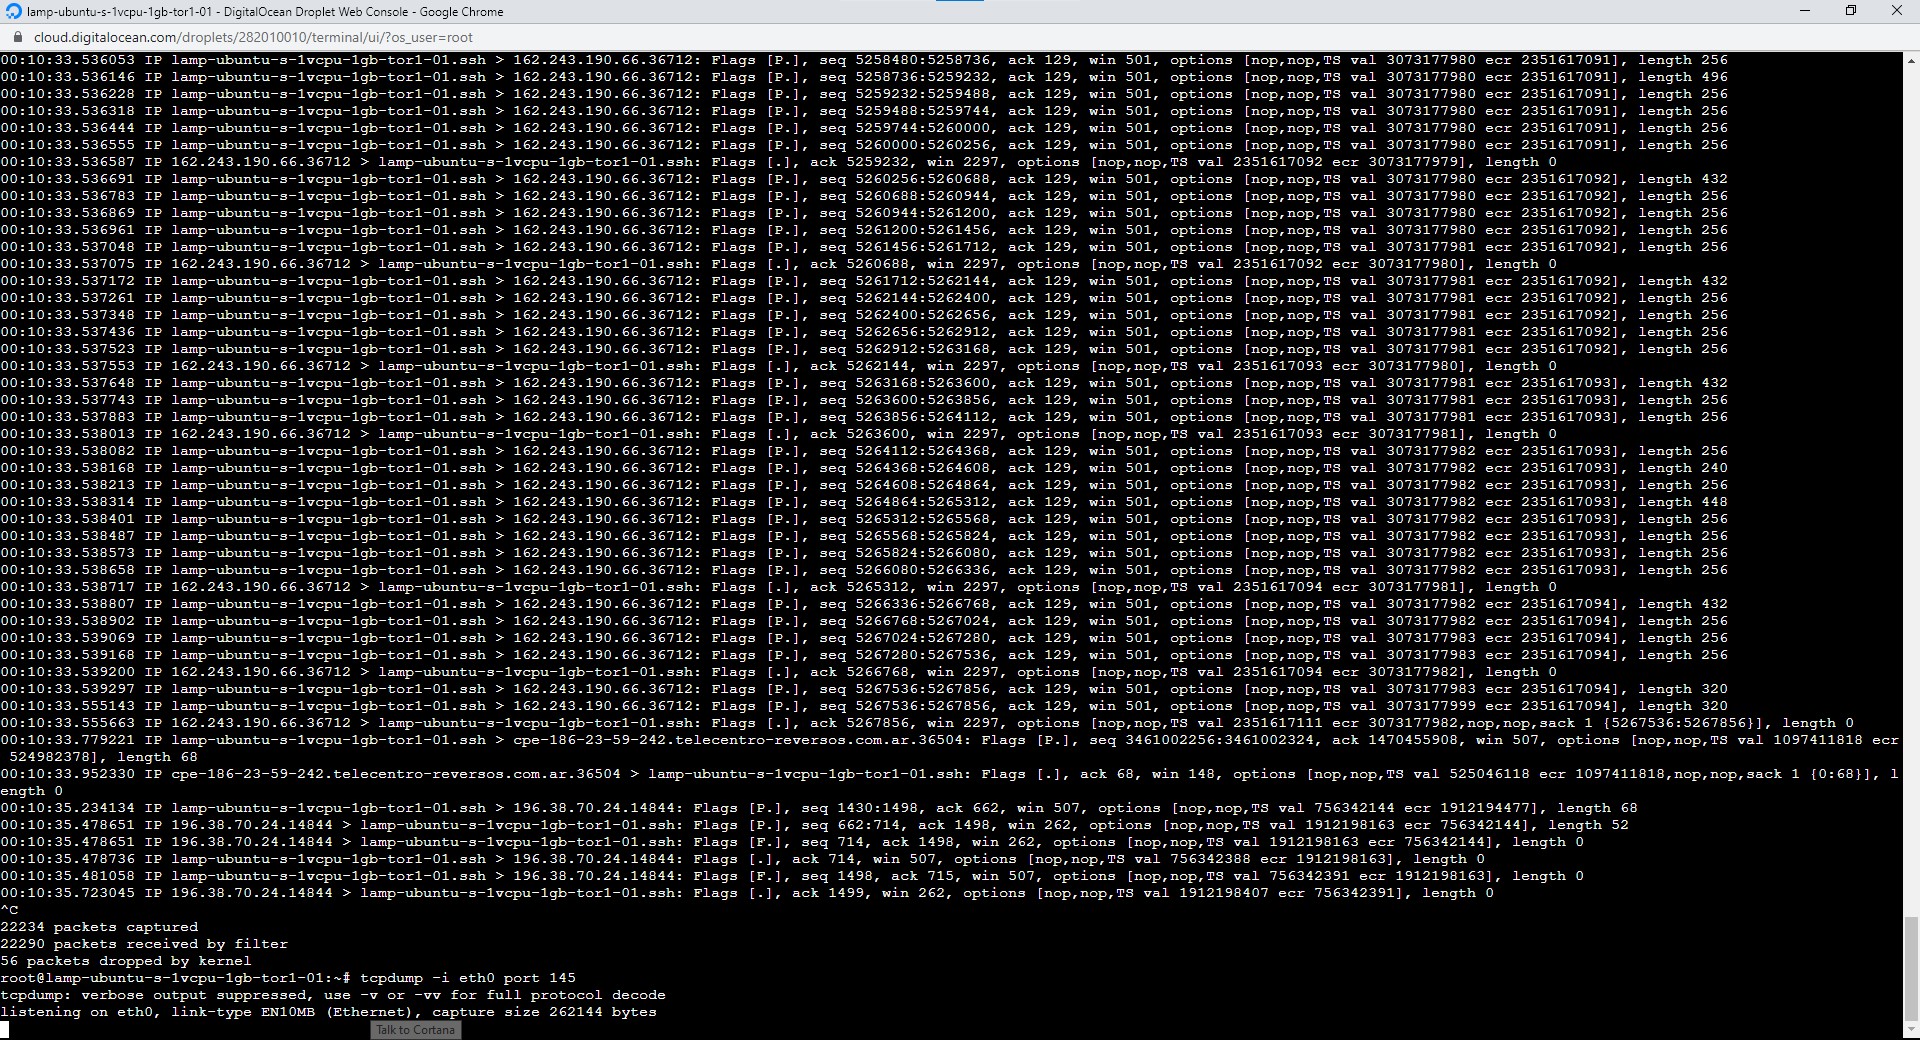 lamp-ubuntu-s-1vcpu-1gb-tor1-01 - DigitalOcean Droplet Web Console - Google Chrome
cloud.digitalocean.com/droplets/282010010/terminal/ui/?os_user=root
00:10:33.536053 IP lamp-ubuntu-s-1vcpu-1gb-tor1-01.ssh > 162.243.190.66.36712: Flags [P.], seq 5258480:5258736, ack 129, win 501, options [nop,nop,TS val 3073177980 ecr 2351617091], length 256
00:10:33.536146 IP lamp-ubuntu-s-1vcpu-1gb-tor1-01.ssh > 162.243.190.66.36712: Flags [P.], seq 5258736:5259232, ack 129, win 501, options [nop,nop,TS val 3073177980 ecr 2351617091], length 496
00:10:33.536228 IP lamp-ubuntu-s-1vcpu-1gb-tor1-01.ssh > 162.243.190.66.36712: Flags [P.], seq 5259232:5259488, ack 129, win 501, options [nop,nop,TS val 3073177980 ecr 2351617091], length 256
00:10:33.536318 IP lamp-ubuntu-s-1vcpu-1gb-tor1-01.ssh > 162.243.190.66.36712: Flags [P.], seq 5259488:5259744, ack 129, win 501, options [nop,nop,TS val 3073177980 ecr 2351617091], length 256
00:10:33.536444 IP lamp-ubuntu-s-1vcpu-1gb-tor1-01.ssh > 162.243.190.66.36712: Flags [P.], seq 5259744:5260000, ack 129, win 501, options [nop,nop,TS val 3073177980 ecr 2351617091], length 256
00:10:33.536555 IP lamp-ubuntu-s-1vcpu-1gb-tor1-01.ssh > 162.243.190.66.36712: Flags [P.], seq 5260000:5260256, ack 129, win 501, options [nop,nop,TS val 3073177980 ecr 2351617091], length 256
00:10:33.536587 IP 162.243.190.66.36712 > lamp-ubuntu-s-1vcpu-1gb-tor1-01.ssh: Flags [.], ack 5259232, win 2297, options [nop,nop,TS val 2351617092 ecr 3073177979], length 0
00:10:33.536691 IP lamp-ubuntu-s-1vcpu-1gb-tor1-01.ssh > 162.243.190.66.36712: Flags [P.], seq 5260256:5260688, ack 129, win 501, options [nop,nop,TS val 3073177980 ecr 2351617092], length 432
00:10:33.536783 IP lamp-ubuntu-s-1vcpu-1gb-tor1-01.ssh > 162.243.190.66.36712: Flags [P.], seq 5260688:5260944, ack 129, win 501, options [nop,nop,TS val 3073177980 ecr 2351617092], length 256
00:10:33.536869 IP lamp-ubuntu-s-1vcpu-1gb-tor1-01.ssh > 162.243.190.66.36712: Flags [P.], seq 5260944:5261200, ack 129, win 501, options [nop,nop,TS val 3073177980 ecr 2351617092], length 256
00:10:33.536961 IP lamp-ubuntu-s-1vcpu-1gb-tor1-01.ssh > 162.243.190.66.36712: Flags [P.], seq 5261200:5261456, ack 129, win 501, options [nop,nop,TS val 3073177980 ecr 2351617092], length 256
00:10:33.537048 IP lamp-ubuntu-s-1vcpu-1gb-tor1-01.ssh > 162.243.190.66.36712: Flags [P.], seq 5261456:5261712, ack 129, win 501, options [nop,nop,TS val 3073177981 ecr 2351617092], length 256
00:10:33.537075 IP 162.243.190.66.36712 > lamp-ubuntu-s-1vcpu-1gb-tor1-01.ssh: Flags [.], ack 5260688, win 2297, options [nop,nop,TS val 2351617092 ecr 3073177980], length 0
00:10:33.537172 IP lamp-ubuntu-s-1vcpu-1gb-tor1-01.ssh > 162.243.190.66.36712: Flags [P.], seq 5261712:5262144, ack 129, win 501, options [nop,nop,TS val 3073177981 ecr 2351617092], length 432
00:10:33.537261 IP lamp-ubuntu-s-1vcpu-1gb-tor1-01.ssh > 162.243.190.66.36712: Flags [P.], seq 5262144:5262400, ack 129, win 501, options [nop,nop,TS val 3073177981 ecr 2351617092], length 256
00:10:33.537348 IP lamp-ubuntu-s-1vcpu-1gb-tor1-01.ssh > 162.243.190.66.36712: Flags [P.], seq 5262400:5262656, ack 129, win 501, options [nop,nop,TS val 3073177981 ecr 2351617092], length 256
00:10:33.537436 IP lamp-ubuntu-s-1vcpu-1gb-tor1-01.ssh > 162.243.190.66.36712: Flags [P.], seq 5262656:5262912, ack 129, win 501, options [nop,nop,TS val 3073177981 ecr 2351617092], length 256
00:10:33.537523 IP lamp-ubuntu-s-1vcpu-1gb-tor1-01.ssh > 162.243.190.66.36712: Flags [P.], seq 5262912:5263168, ack 129, win 501, options [nop,nop,TS val 3073177981 ecr 2351617092], length 256
00:10:33.537553 IP 162.243.190.66.36712 > lamp-ubuntu-s-1vcpu-1gb-tor1-01.ssh: Flags [.], ack 5262144, win 2297, options [nop,nop,TS val 2351617093 ecr 3073177980], length 0
00:10:33.537648 IP lamp-ubuntu-s-1vcpu-1gb-tor1-01.ssh > 162.243.190.66.36712: Flags [P.], seq 5263168:5263600, ack 129, win 501, options [nop,nop,TS val 3073177981 ecr 2351617093], length 432
00:10:33.537743 IP lamp-ubuntu-s-1vcpu-1gb-tor1-01.ssh > 162.243.190.66.36712: Flags [P.], seq 5263600:5263856, ack 129, win 501, options [nop,nop,TS val 3073177981 ecr 2351617093], length 256
00:10:33.537883 IP lamp-ubuntu-s-1vcpu-1gb-tor1-01.ssh > 162.243.190.66.36712: Flags [P.], seq 5263856:5264112, ack 129, win 501, options [nop,nop,TS val 3073177981 ecr 2351617093], length 256
00:10:33.538013 IP 162.243.190.66.36712 > lamp-ubuntu-s-1vcpu-1gb-tor1-01.ssh: Flags [.], ack 5263600, win 2297, options [nop,nop,TS val 2351617093 ecr 3073177981], length 0
00:10:33.538082 IP lamp-ubuntu-s-1vcpu-1gb-tor1-01.ssh > 162.243.190.66.36712: Flags [P.], seq 5264112:5264368, ack 129, win 501, options [nop,nop,TS val 3073177982 ecr 2351617093], length 256
00:10:33.538168 IP lamp-ubuntu-s-1vcpu-1gb-tor1-01.ssh > 162.243.190.66.36712: Flags [P.], seq 5264368:5264608, ack 129, win 501, options [nop,nop,TS val 3073177982 ecr 2351617093], length 240
00:10:33.538213 IP lamp-ubuntu-s-1vcpu-1gb-tor1-01.ssh > 162.243.190.66.36712: Flags [P.], seq 5264608:5264864, ack 129, win 501, options [nop,nop,TS val 3073177982 ecr 2351617093], length 256
00:10:33.538314 IP lamp-ubuntu-s-1vcpu-1gb-tor1-01.ssh > 162.243.190.66.36712: Flags [P.], seq 5264864:5265312, ack 129, win 501, options [nop,nop,TS val 3073177982 ecr 2351617093], length 448
00:10:33.538401 IP lamp-ubuntu-s-1vcpu-1gb-tor1-01.ssh > 162.243.190.66.36712: Flags [P.], seq 5265312:5265568, ack 129, win 501, options [nop,nop,TS val 3073177982 ecr 2351617093], length 256
00:10:33.538487 IP lamp-ubuntu-s-1vcpu-1gb-tor1-01.ssh > 162.243.190.66.36712: Flags [P.], seq 5265568:5265824, ack 129, win 501, options [nop,nop,TS val 3073177982 ecr 2351617093], length 256
00:10:33.538573 IP lamp-ubuntu-s-1vcpu-1gb-tor1-01.ssh > 162.243.190.66.36712: Flags [P.], seq 5265824:5266080, ack 129, win 501, options [nop,nop,TS val 3073177982 ecr 2351617093], length 256
00:10:33.538658 IP lamp-ubuntu-s-1vcpu-1gb-tor1-01.ssh > 162.243.190.66.36712: Flags [P.], seq 5266080:5266336, ack 129, win 501, options [nop,nop,TS val 3073177982 ecr 2351617093], length 256
00:10:33.538717 IP 162.243.190.66.36712 > lamp-ubuntu-s-1vcpu-1gb-tor1-01.ssh: Flags [.], ack 5265312, win 2297, options [nop,nop,TS val 2351617094 ecr 3073177981], length 0
00:10:33.538807 IP lamp-ubuntu-s-1vcpu-1gb-tor1-01.ssh > 162.243.190.66.36712: Flags [P.], seq 5266336:5266768, ack 129, win 501, options [nop,nop,TS val 3073177982 ecr 2351617094], length 432
00:10:33.538902 IP lamp-ubuntu-s-1vcpu-1gb-tor1-01.ssh > 162.243.190.66.36712: Flags [P.], seq 5266768:5267024, ack 129, win 501, options [nop,nop,TS val 3073177982 ecr 2351617094], length 256
00:10:33.539069 IP lamp-ubuntu-s-1vcpu-1gb-tor1-01.ssh > 162.243.190.66.36712: Flags [P.], seq 5267024:5267280, ack 129, win 501, options [nop,nop,TS val 3073177983 ecr 2351617094], length 256
00:10:33.539168 IP lamp-ubuntu-s-1vcpu-1gb-tor1-01.ssh > 162.243.190.66.36712: Flags [P.], seq 5267280:5267536, ack 129, win 501, options [nop,nop,TS val 3073177983 ecr 2351617094], length 256
00:10:33.539200 IP 162.243.190.66.36712 > lamp-ubuntu-s-1vcpu-1gb-tor1-01.ssh: Flags [.], ack 5266768, win 2297, options [nop,nop,TS val 2351617094 ecr 3073177982], length 0
00:10:33.539297 IP lamp-ubuntu-s-1vcpu-1gb-tor1-01.ssh > 162.243.190.66.36712: Flags [P.], seq 5267536:5267856, ack 129, win 501, options [nop,nop,TS val 3073177983 ecr 2351617094], length 320
00:10:33.555143 IP lamp-ubuntu-s-1vcpu-1gb-tor1-01.ssh > 162.243.190.66.36712: Flags [P.], seq 5267536:5267856, ack 129, win 501, options [nop,nop,TS val 3073177999 ecr 2351617094], length 320
00:10:33.555663 IP 162.243.190.66.36712 > lamp-ubuntu-s-1vcpu-1gb-tor1-01.ssh: Flags [.], ack 5267856, win 2297, options [nop,nop,TS val 2351617111 ecr 3073177982,nop,nop,sack 1 {5267536:5267856}], length 0
00:10:33.779221 IP lamp-ubuntu-s-1vcpu-1gb-tor1-01.ssh > cpe-186-23-59-242.telecentro-reversos.com.ar.36504: Flags [P.], seq 3461002256:3461002324, ack 1470455908, win 507, options [nop,nop,TS val 1097411818 ecr
524982378], length 68
00:10:33.952330 IP cpe-186-23-59-242.telecentro-reversos.com.ar.36504 > lamp-ubuntu-s-1vcpu-1gb-tor1-01.ssh: Flags [.], ack 68, win 148, options [nop,nop,TS val 525046118 ecr 1097411818,nop,nop,sack 1 {0:68}], l
ength 0
00:10:35.234134 IP lamp-ubuntu-s-1vcpu-1gb-tor1-01.ssh > 196.38.70.24.14844: Flags [P.], seq 1430:1498, ack 662, win 507, options [nop,nop,TS val 756342144 ecr 1912194477], length 68
00:10:35.478651 IP 196.38.70.24.14844 > lamp-ubuntu-s-1vcpu-1gb-tor1-01.ssh: Flags [P.], seq 662:714, ack 1498, win 262, options [nop,nop,TS val 1912198163 ecr 756342144], length 52
00:10:35.478651 IP 196.38.70.24.14844 > lamp-ubuntu-s-1vcpu-1gb-tor1-01.ssh: Flags [F.], seq 714, ack 1498, win 262, options [nop,nop,TS val 1912198163 ecr 756342144], length 0
00:10:35.478736 IP lamp-ubuntu-s-1vcpu-1gb-tor1-01.ssh > 196.38.70.24.14844: Flags [.], ack 714, win 507, options [nop,nop,TS val 756342388 ecr 1912198163], length 0
00:10:35.481058 IP lamp-ubuntu-s-1vcpu-1gb-tor1-01.ssh > 196.38.70.24.14844: Flags [F.], seq 1498, ack 715, win 507, options [nop,nop,TS val 756342391 ecr 1912198163], length 0
00:10:35.723045 IP 196.38.70.24.14844 > lamp-ubuntu-s-1vcpu-1gb-tor1-01.ssh: Flags [.], ack 1499, win 262, options [nop,nop,TS val 1912198407 ecr 756342391], length 0
^C
22234 packets captured
22290 packets received by filter
56 packets dropped by kernel
root@lamp-ubuntu-s-1vcpu-1gb-tor1-01:~# tcpdump -i eth0 port 145
tcpdump: verbose output suppressed, use -v or -vv for full protocol decode
listening on eth0, link-type EN10MB (Ethernet), capture size 262144 bytes
Talk to Cortana